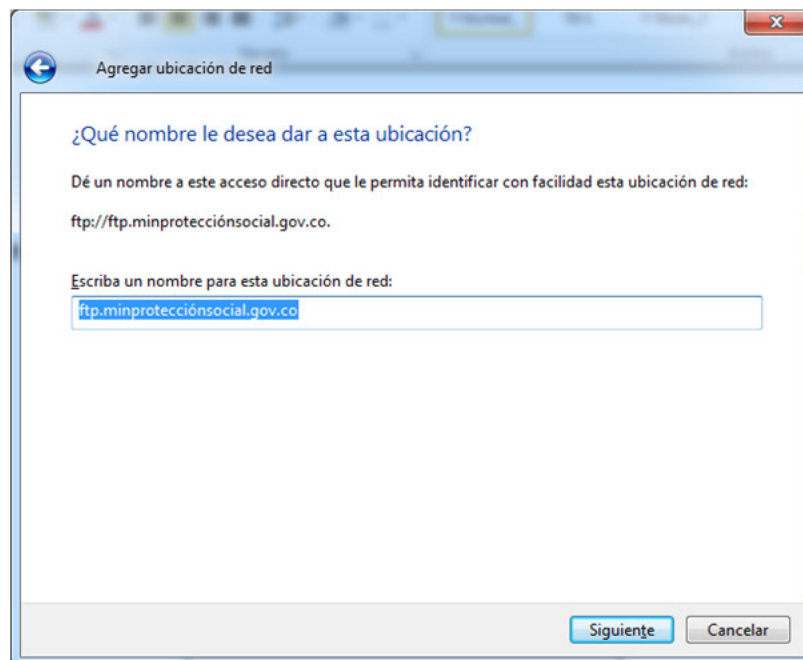 Agregar ubicación de red
¿Qué nombre le desea dar a esta ubicación?
Dé un nombre a este acceso directo que le permita identificar con facilidad esta ubicación de red:
ftp://ftp.minprotecciónsocial.gov.co.
Escriba un nombre para esta ubicación de red:
ftp.minprotecciónsocial.gov.co
Siguiente
Cancelar